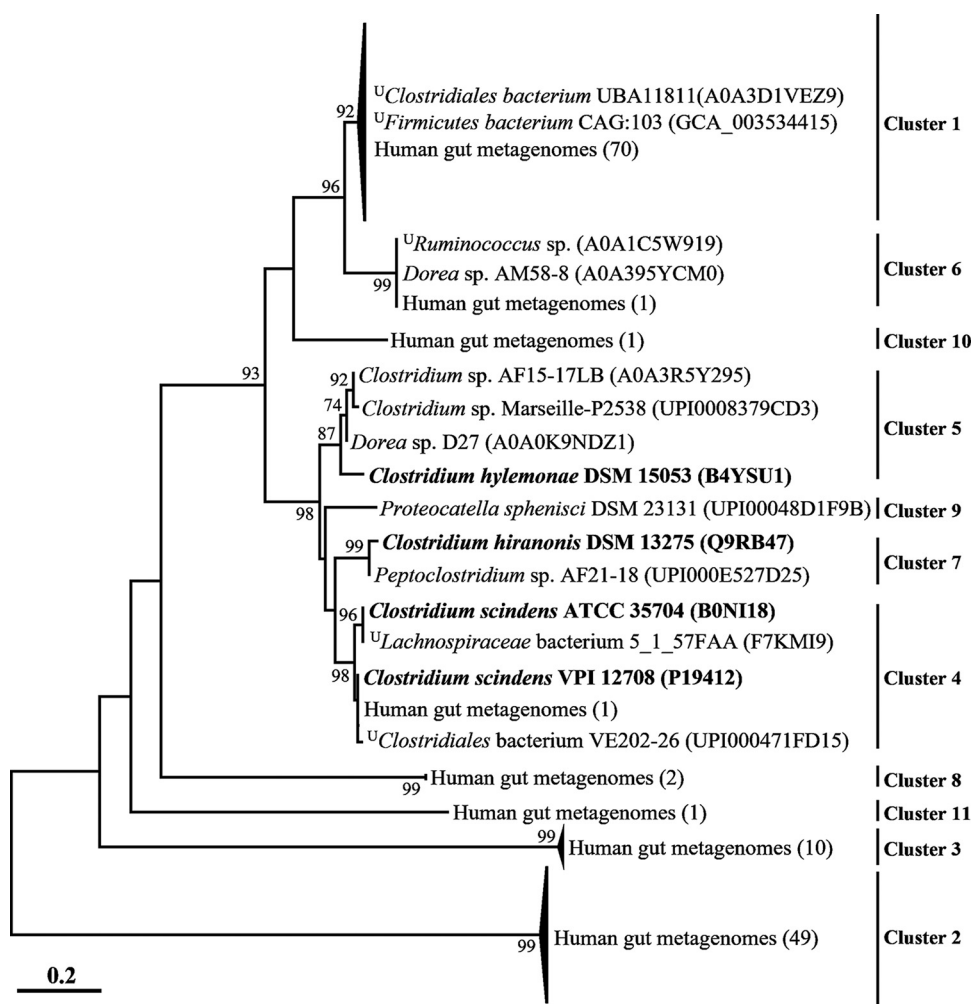 UClostridiales bacterium UBA11811(A0A3D1VEZ9)
92
UFirmicutes bacterium CAG:103 (GCA_003534415)
Cluster 1
Human gut metagenomes (70)
96
URuminococcus sp. (A0A1C5W919)
Dorea sp. AM58-8 (A0A395YCM0)
Cluster 6
99
Human gut metagenomes (1)
Human gut metagenomes (1)
Cluster 10
93
92
Clostridium sp. AF15-17LB (A0A3R5Y295)
74
Clostridium sp. Marseille-P2538 (UPI0008379CD3)
Cluster 5
87
Dorea sp. D27 (A0A0K9NDZ1)
Clostridium hylemonae DSM 15053 (B4YSU1)
98
Proteocatella sphenisci DSM 23131 (UPI00048D1F9B)
Cluster 9
99
Clostridium hiranonis DSM 13275 (Q9RB47)
Cluster 7
Peptoclostridium sp. AF21-18 (UPI000E527D25)
96
Clostridium scindens ATCC 35704 (B0NI18)
ULachnospiraceae bacterium 5_1_57FAA (F7KMI9)
98
Clostridium scindens VPI 12708 (P19412)
Cluster 4
Human gut metagenomes (1)
UClostridiales bacterium VE202-26 (UPI000471FD15)
99
Human gut metagenomes (2)
Cluster 8
Human gut metagenomes (1)
Cluster 11
99
Human gut metagenomes (10)
Cluster 3
99
Human gut metagenomes (49)
Cluster 2
0.2